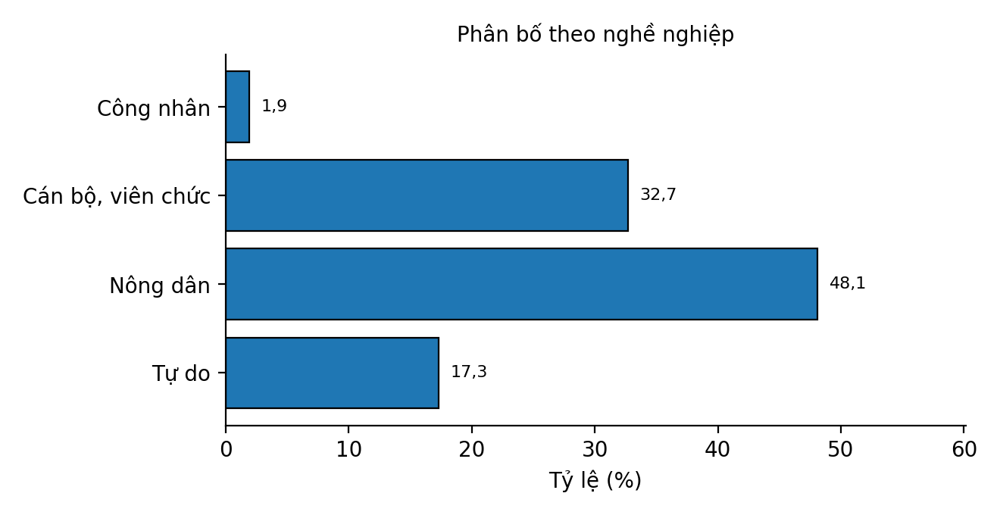 Phân bố theo nghề nghiệp
Công nhân
1,9
Cán bộ, viên chức
32,7
Nông dân
48,1
Tự do
17,3
0 10 20 30 40 50 60
Tỷ lệ (%)